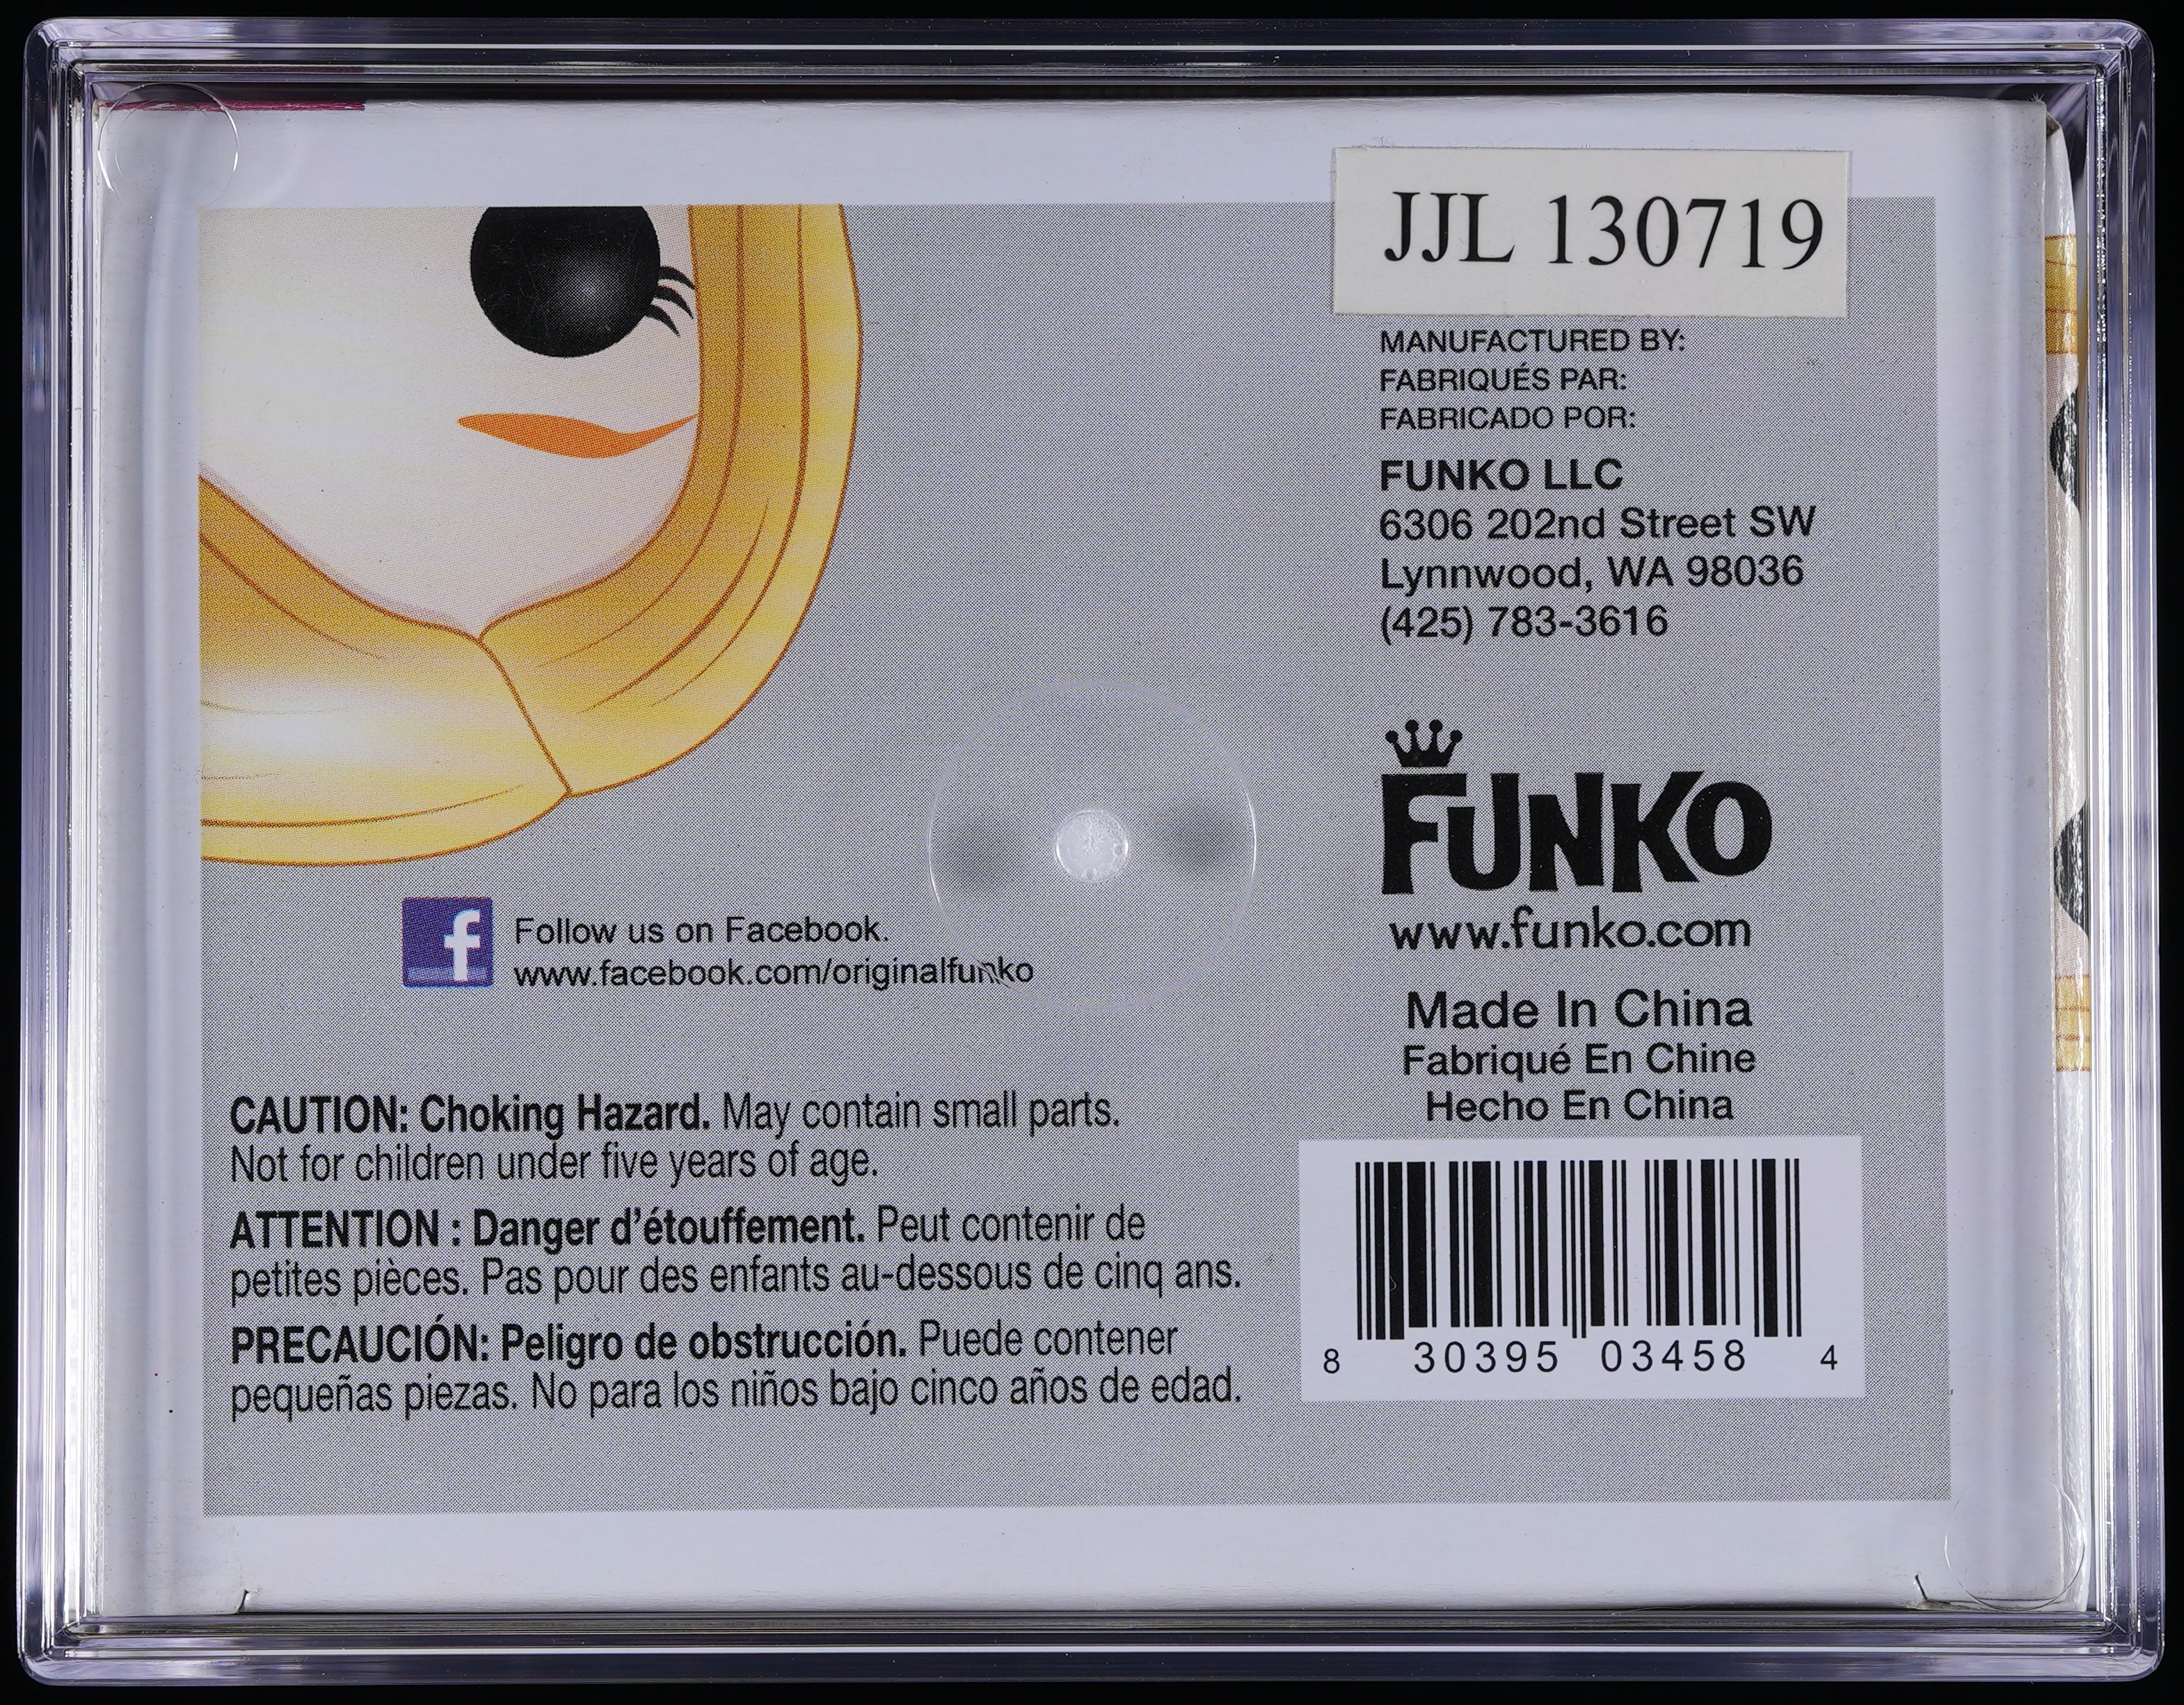 JJL 130719
MANUFACTURED BY:
FABRIQUÉS PAR:
FABRICADO POR:
FUNKO LLC
6306 202nd Street SW
Lynnwood, WA 98036
(425) 783-3616
FUNKO
www.funko.com
Made In China
Fabriqué En Chine
Hecho En China
8 30395 03458 4
f
Follow us on Facebook.
www.facebook.com/originalfunko
CAUTION: Choking Hazard. May contain small parts.
Not for children under five years of age.
ATTENTION : Danger d'étouffement. Peut contenir de
petites pièces. Pas pour des enfants au-dessous de cinq ans.
PRECAUCIÓN: Peligro de obstrucción. Puede contener
pequeñas piezas. No para los niños bajo cinco años de edad.